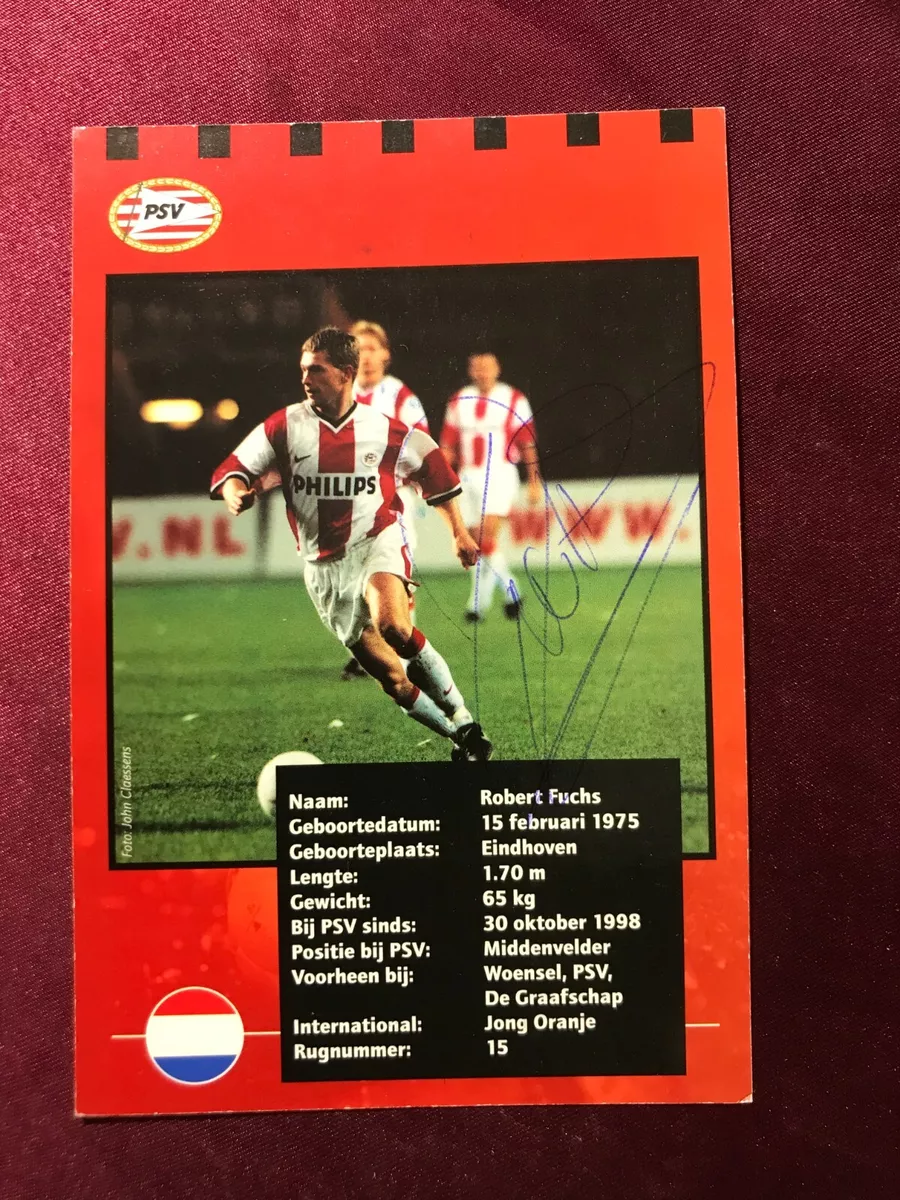 PSV
PHILIPS
V.NL
WWW.
Foto: John Claessens
Naam: Robert Fuchs
Geboortedatum: 15 februari 1975
Geboorteplaats: Eindhoven
Lengte: 1.70 m
Gewicht: 65 kg
Bij PSV sinds: 30 oktober 1998
Positie bij PSV: Middenvelder
Voorheen bij: Woensel, PSV,
De Graafschap
International: Jong Oranje
Rugnummer: 15